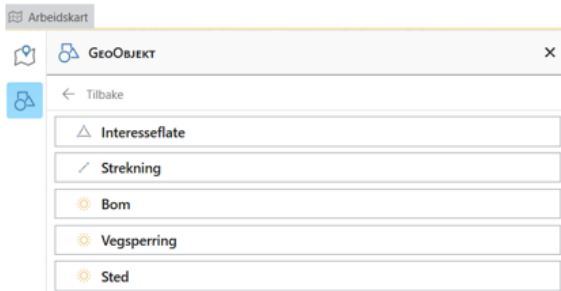 Arbeidskart
GeoObjekt
Tilbake
Interesseflate
Strekning
Bom
Vegsperring
Sted